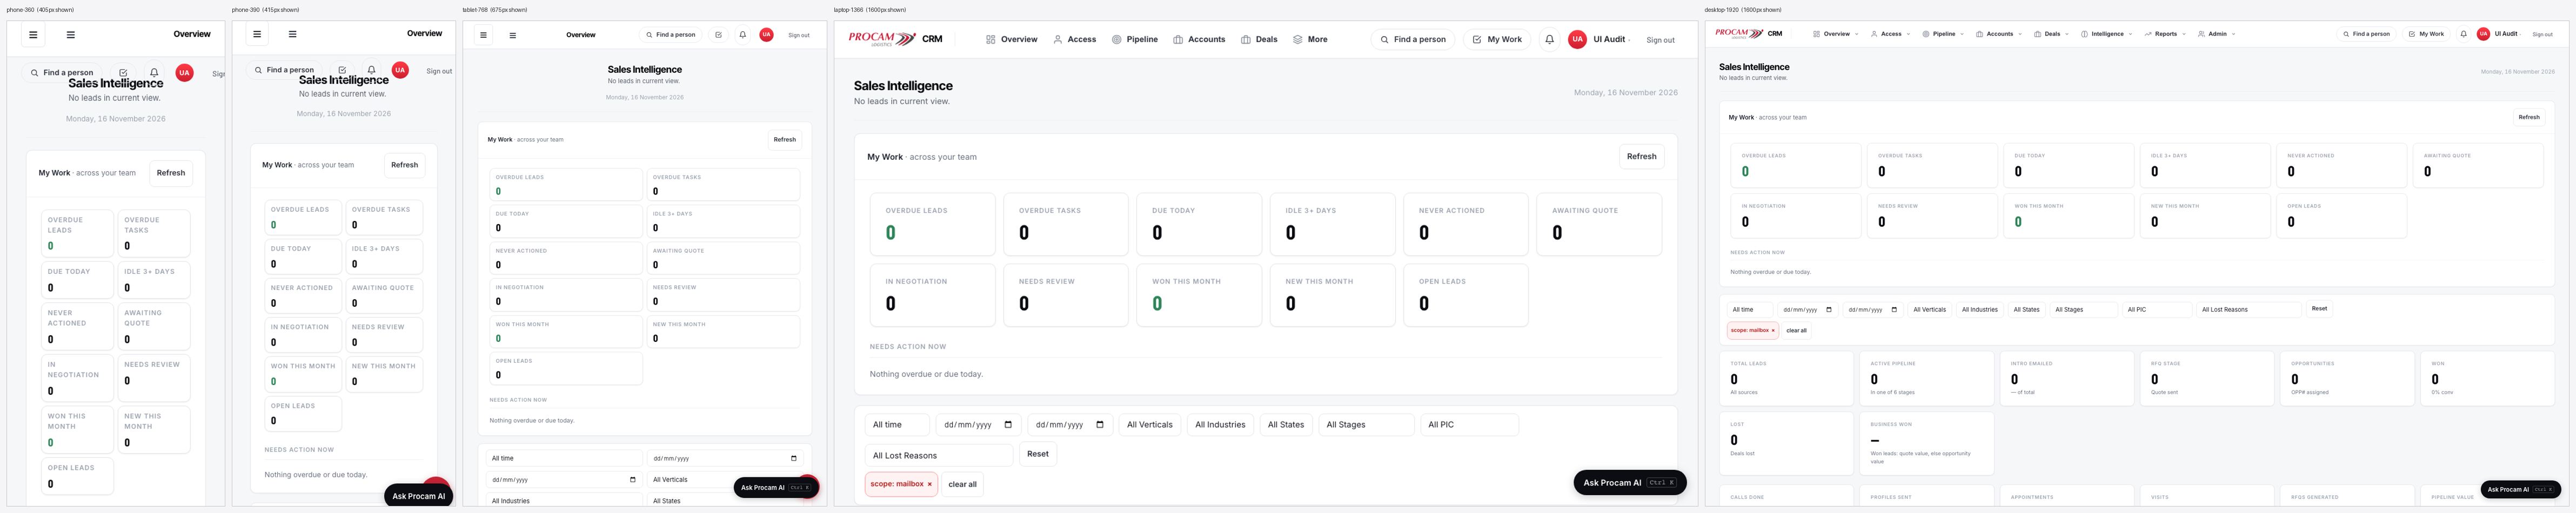 phone-360 (405px shown)
Overview
Find a person
UA
Sign
Sales Intelligence
No leads in current view.
Monday, 16 November 2026
My Work · across your team
Refresh
OVERDUE LEADS
0
OVERDUE TASKS
0
DUE TODAY
0
IDLE 3+ DAYS
0
NEVER ACTIONED
0
AWAITING QUOTE
0
IN NEGOTIATION
0
NEEDS REVIEW
0
WON THIS MONTH
0
NEW THIS MONTH
0
OPEN LEADS
0
phone-390 (415px shown)
Overview
Find a person
UA
Sign out
Sales Intelligence
No leads in current view.
Monday, 16 November 2026
My Work · across your team
Refresh
OVERDUE LEADS
0
OVERDUE TASKS
0
DUE TODAY
0
IDLE 3+ DAYS
0
NEVER ACTIONED
0
AWAITING QUOTE
0
IN NEGOTIATION
0
NEEDS REVIEW
0
WON THIS MONTH
0
NEW THIS MONTH
0
OPEN LEADS
0
NEEDS ACTION NOW
Nothing overdue or due today.
Ask Procam AI
tablet-768 (675px shown)
Overview
Find a person
UA
Sign out
Sales Intelligence
No leads in current view.
Monday, 16 November 2026
My Work · across your team
Refresh
OVERDUE LEADS
0
OVERDUE TASKS
0
DUE TODAY
0
IDLE 3+ DAYS
0
NEVER ACTIONED
0
AWAITING QUOTE
0
IN NEGOTIATION
0
NEEDS REVIEW
0
WON THIS MONTH
0
NEW THIS MONTH
0
OPEN LEADS
0
NEEDS ACTION NOW
Nothing overdue or due today.
All time
dd/mm/yyyy
dd/mm/yyyy
All Verticals
All Industries
All States
Ask Procam AI Ctrl K
laptop-1366 (1600px shown)
PROCAM LOGISTICS CRM
Overview
Access
Pipeline
Accounts
Deals
More
Find a person
My Work
UA
UI Audit
Sign out
Sales Intelligence
No leads in current view.
Monday, 16 November 2026
My Work · across your team
Refresh
OVERDUE LEADS
0
OVERDUE TASKS
0
DUE TODAY
0
IDLE 3+ DAYS
0
NEVER ACTIONED
0
AWAITING QUOTE
0
IN NEGOTIATION
0
NEEDS REVIEW
0
WON THIS MONTH
0
NEW THIS MONTH
0
OPEN LEADS
0
NEEDS ACTION NOW
Nothing overdue or due today.
All time
dd/mm/yyyy
dd/mm/yyyy
All Verticals
All Industries
All States
All Stages
All PIC
All Lost Reasons
Reset
scope: mailbox ×
clear all
Ask Procam AI Ctrl K
desktop-1920 (1600px shown)
PROCAM LOGISTICS CRM
Overview
Access
Pipeline
Accounts
Deals
Intelligence
Reports
Admin
Find a person
My Work
UA
UI Audit
Sign out
Sales Intelligence
No leads in current view.
Monday, 16 November 2026
My Work · across your team
Refresh
OVERDUE LEADS
0
OVERDUE TASKS
0
DUE TODAY
0
IDLE 3+ DAYS
0
NEVER ACTIONED
0
AWAITING QUOTE
0
IN NEGOTIATION
0
NEEDS REVIEW
0
WON THIS MONTH
0
NEW THIS MONTH
0
OPEN LEADS
0
NEEDS ACTION NOW
Nothing overdue or due today.
All time
dd/mm/yyyy
dd/mm/yyyy
All Verticals
All Industries
All States
All Stages
All PIC
All Lost Reasons
Reset
scope: mailbox ×
clear all
TOTAL LEADS
0
All sources
ACTIVE PIPELINE
0
In one of 6 stages
INTRO EMAILED
0
— of total
RFQ STAGE
0
Quote sent
OPPORTUNITIES
0
OPP# assigned
WON
0
0% conv
LOST
0
Deals lost
BUSINESS WON
—
Won leads: quote value, else opportunity
value
CALLS DONE
PROFILES SENT
APPOINTMENTS
VISITS
RFQS GENERATED
PIPELINE VALUE
Ask Procam AI Ctrl K